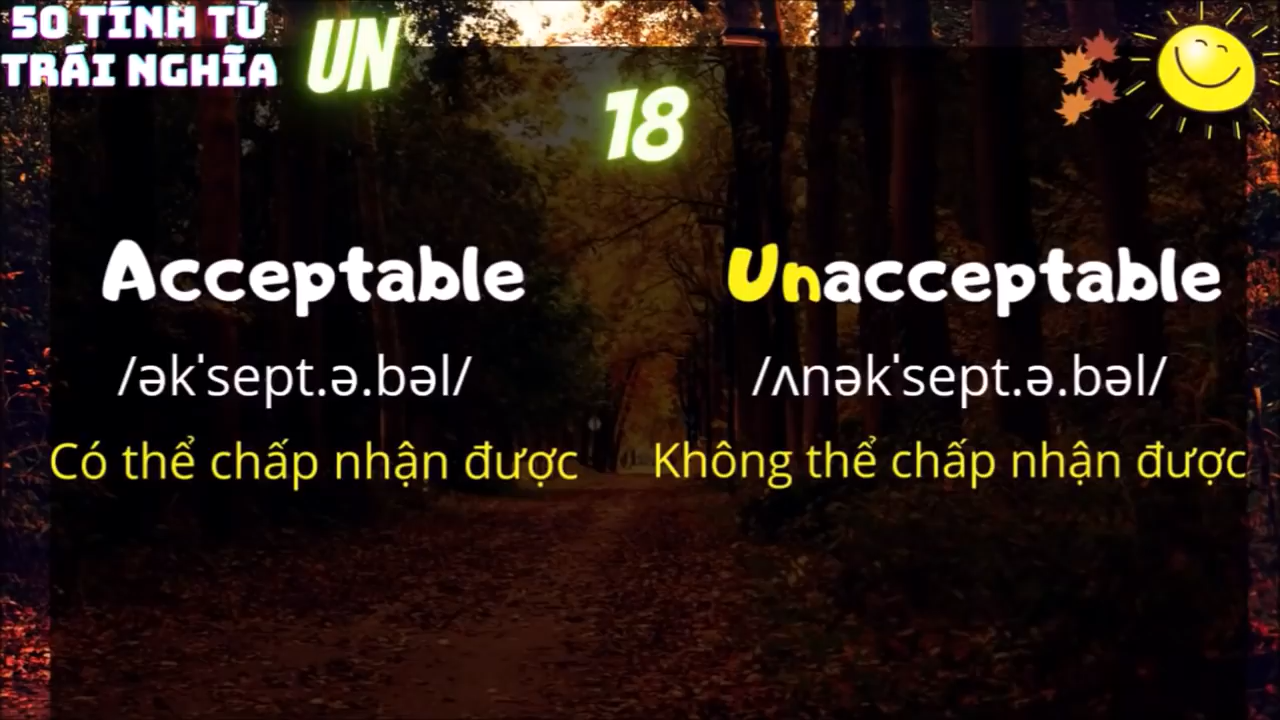 50 TÍNH TỪ
TRÁI NGHĨA
UN
18
Acceptable
Unacceptable
/əkˈsept.ə.bəl/
/ʌnəkˈsept.ə.bəl/
Có thể chấp nhận được
Không thể chấp nhận được